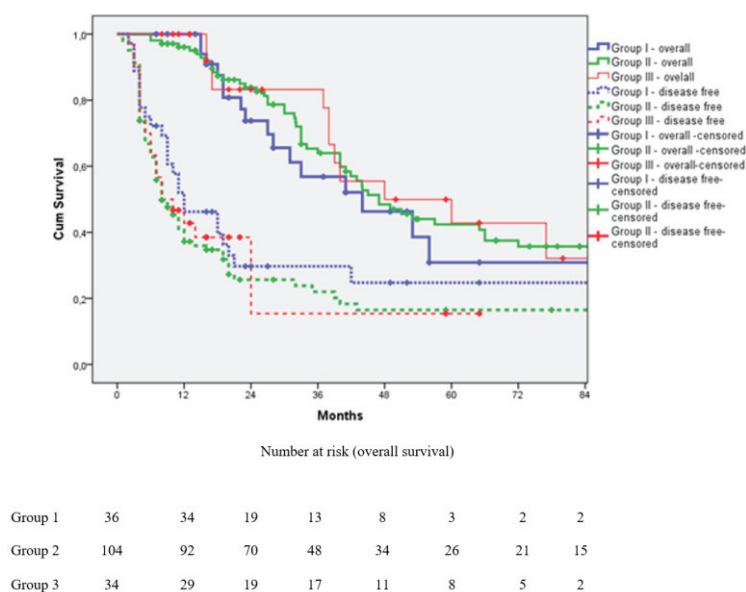 1,0
0,8
0,6
0,4
0,2
0,0
Cum Survival
0 12 24 36 48 60 72 84
Months
Group I - overall
Group II - overall
Group III - ovelall
Group I - disease free
Group II - disease free
Group III - disease free
Group I - overall -censored
Group II - overall -censored
Group III - overall-censored
Group I - disease free-
censored
Group II - disease free-
censored
Group II - disease free-
censored
Number at risk (overall survival)
Group 1 36 34 19 13 8 3 2 2
Group 2 104 92 70 48 34 26 21 15
Group 3 34 29 19 17 11 8 5 2